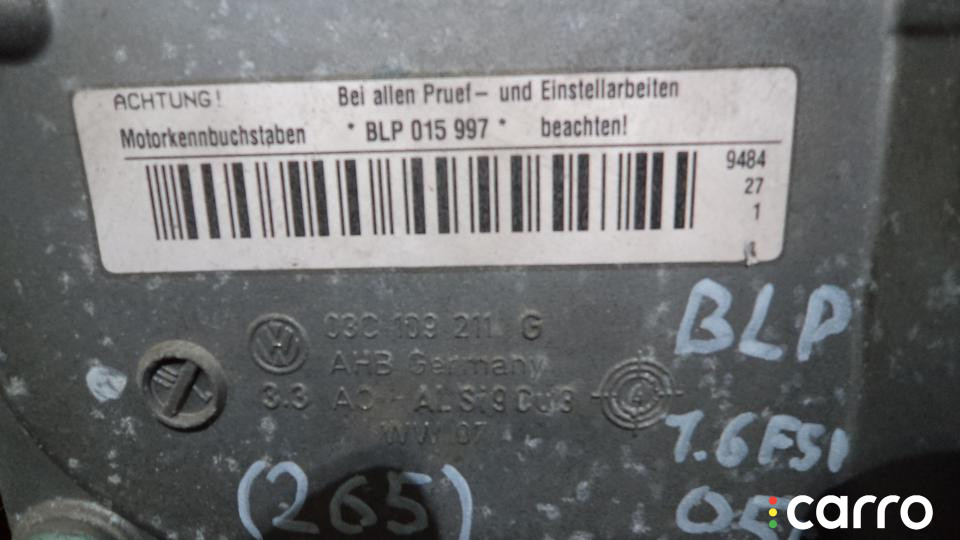 ACHTUNG! Bei allen Pruef- und Einstellarbeiten
Motorkennbuchstaben * BLP 015 997 * beachten!
9484
27
1
BLP
03C 109 211 G
AHB Germany
3.3
WW 07
1.6FSI
(265)
carro